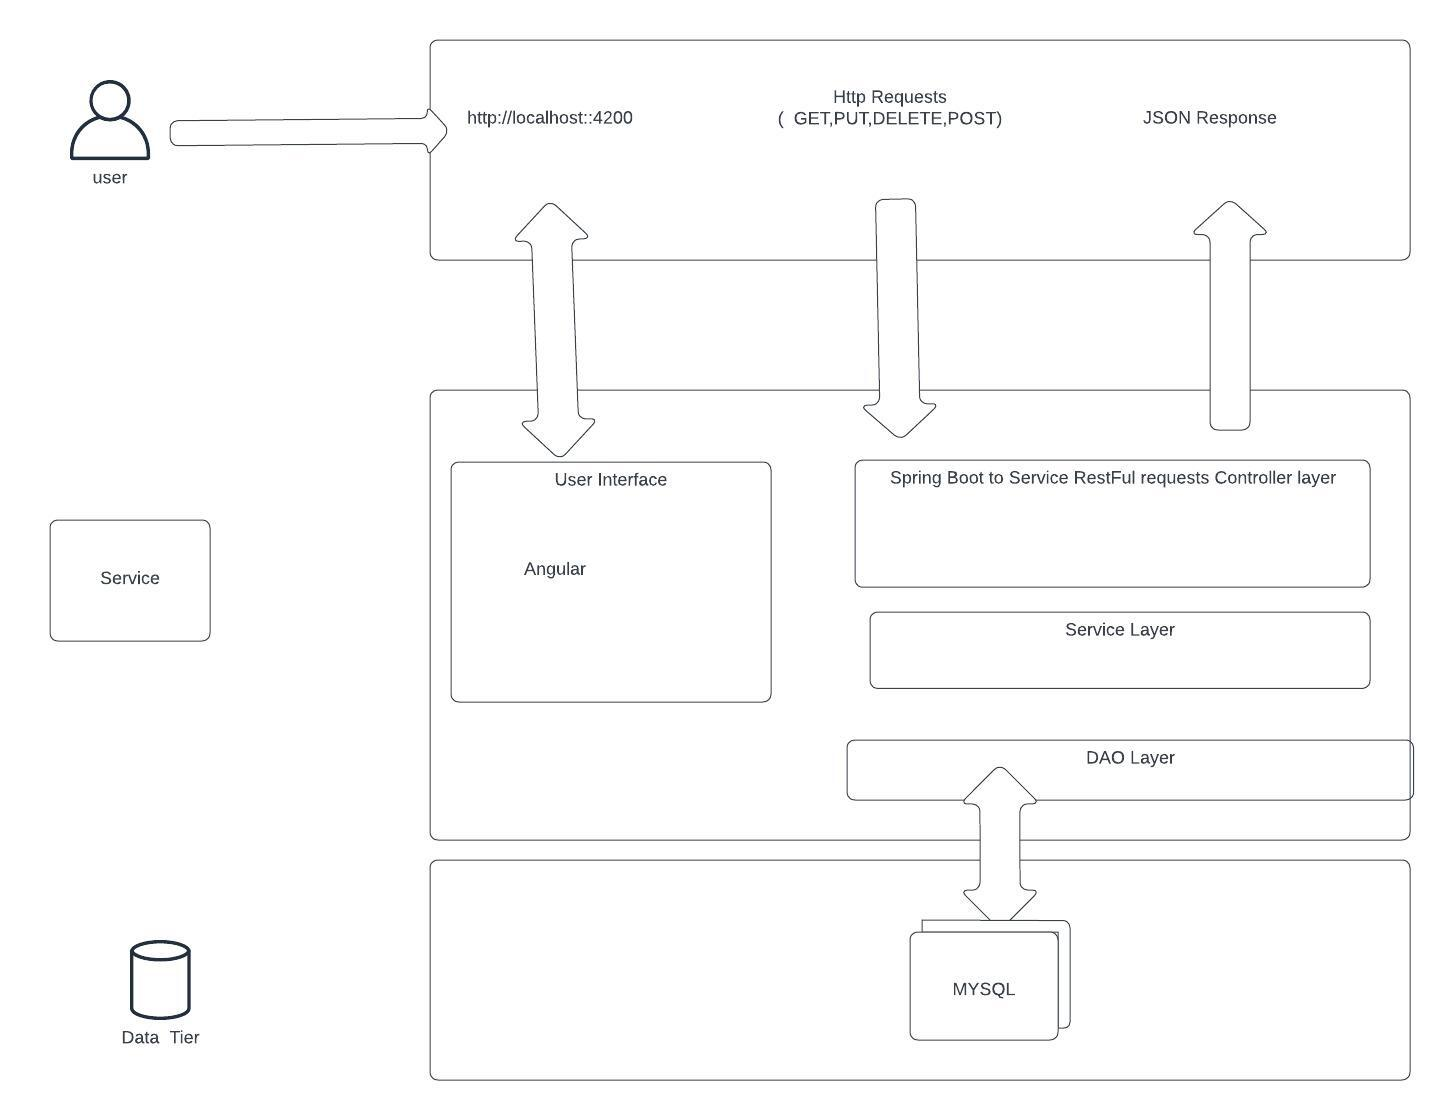 http://localhost::4200
Http Requests
( GET,PUT,DELETE,POST)
JSON Response
user
User Interface
Angular
Spring Boot to Service RestFul requests Controller layer
Service
Service Layer
DAO Layer
MYSQL
Data Tier